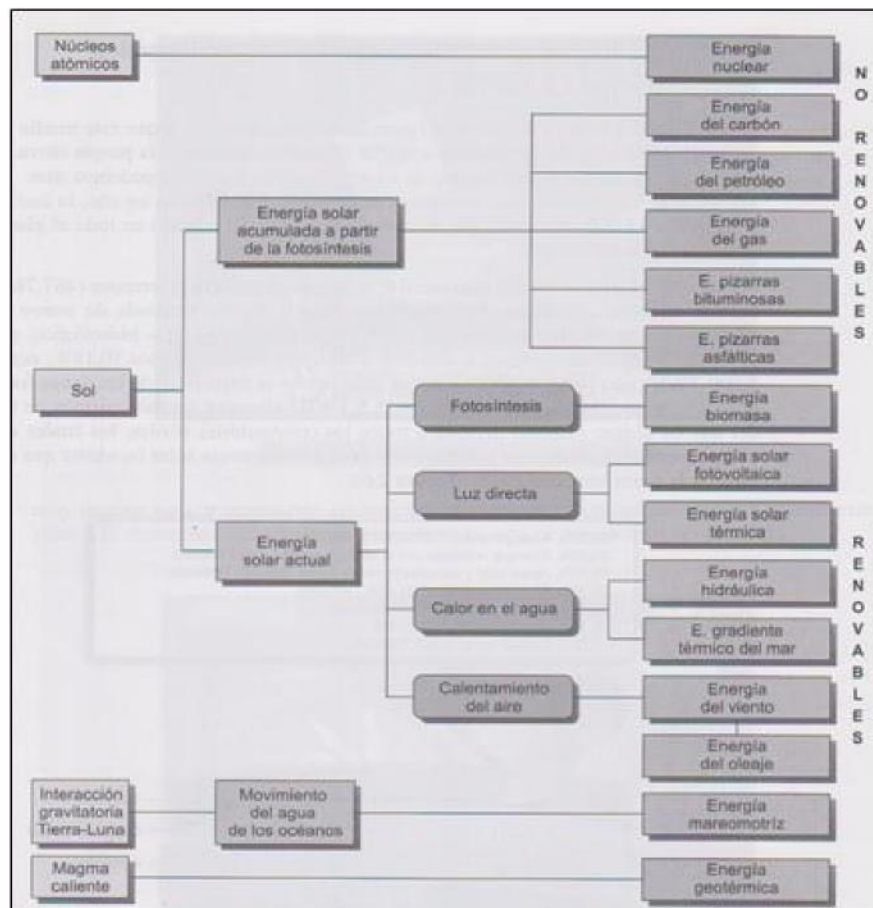 Núcleos
atómicos
Energía
nuclear
Energía
del carbón
Energía
del petróleo
Energía solar
acumulada a partir
de la fotosíntesis
Energía
del gas
E. pizarras
bituminosas
E. pizarras
asfálticas
NO RENOVABLES
Sol
Fotosíntesis
Energía
biomasa
Luz directa
Energía solar
fotovoltaica
Energía solar
térmica
Energía
solar actual
Calor en el agua
Energía
hidráulica
E. gradiente
térmico del mar
Calentamiento
del aire
Energía
del viento
Energía
del oleaje
RENOVABLES
Interacción
gravitatoria
Tierra-Luna
Movimiento
del agua
de los océanos
Energía
mareomotriz
Magma
caliente
Energía
geotérmica